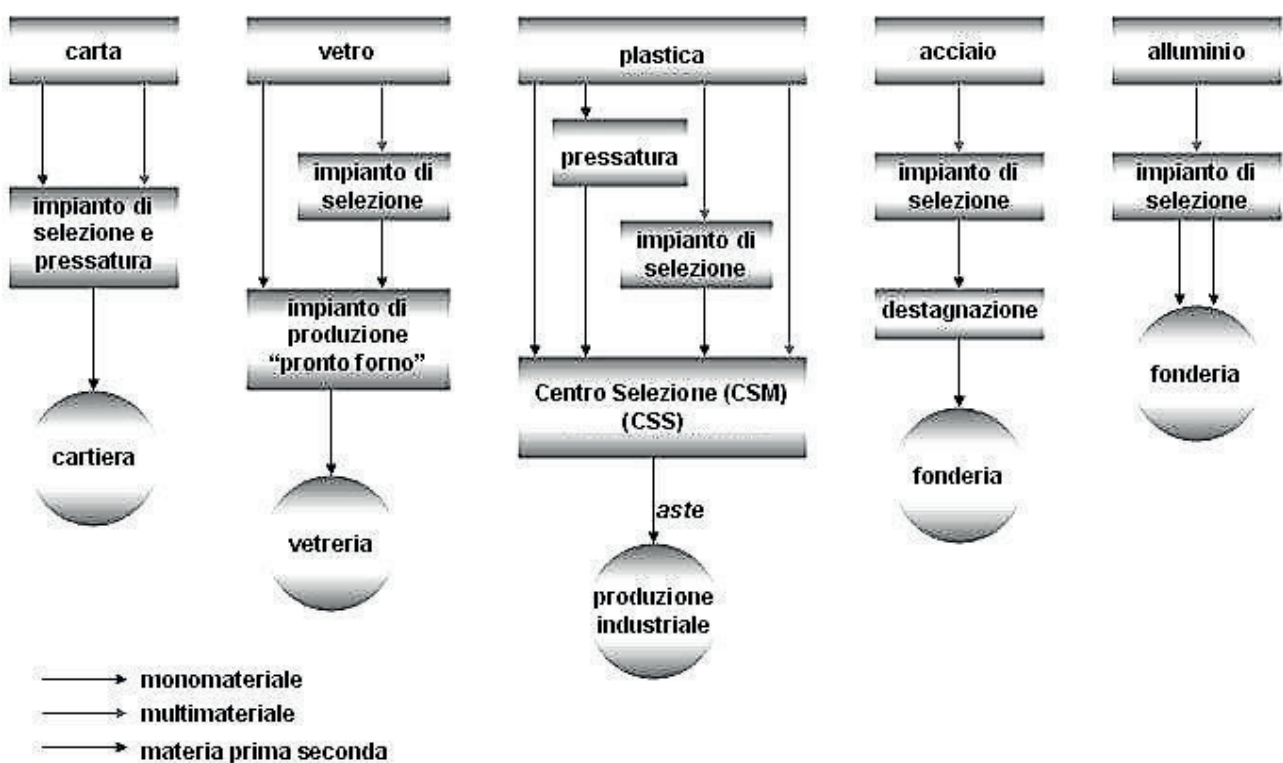 carta
vetro
plastica
acciaio
alluminio
pressatura
impianto di
selezione
impianto di
selezione
impianto di
selezione
impianto di
selezione e
pressatura
impianto di
selezione
impianto di
produzione
“pronto forno”
destagnazione
Centro Selezione (CSM)
(CSS)
fonderia
cartiera
fonderia
aste
vetreria
produzione
industriale
monomateriale
multimateriale
materia prima seconda